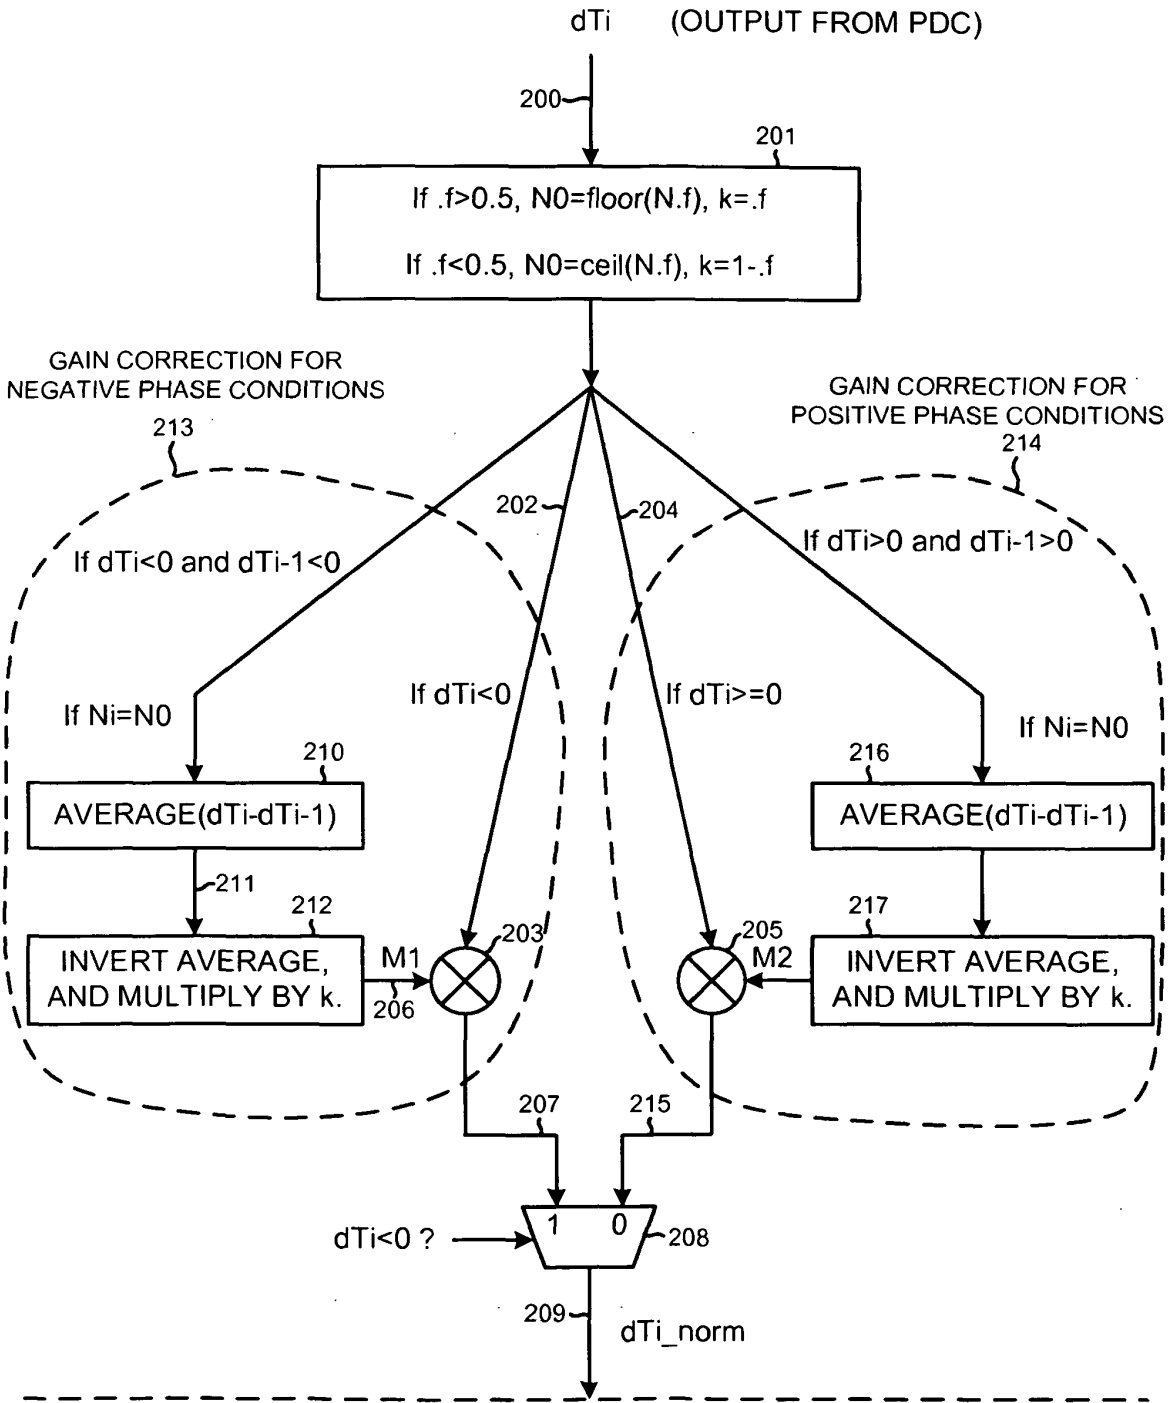 dTi (OUTPUT FROM PDC)
200
201
If .f>0.5, N0=floor(N.f), k=.f
If .f<0.5, N0=ceil(N.f), k=1-.f
GAIN CORRECTION FOR
NEGATIVE PHASE CONDITIONS
213
GAIN CORRECTION FOR
POSITIVE PHASE CONDITIONS
214
202
204
If dTi<0 and dTi-1<0
If dTi>0 and dTi-1>0
If dTi<0
If dTi>=0
If Ni=N0
If Ni=N0
210
216
AVERAGE(dTi-dTi-1)
AVERAGE(dTi-dTi-1)
211
212
217
203
205
INVERT AVERAGE,
AND MULTIPLY BY k.
M1
206
M2
INVERT AVERAGE,
AND MULTIPLY BY k.
207
215
1 0
dTi<0 ?
208
209
dTi_norm